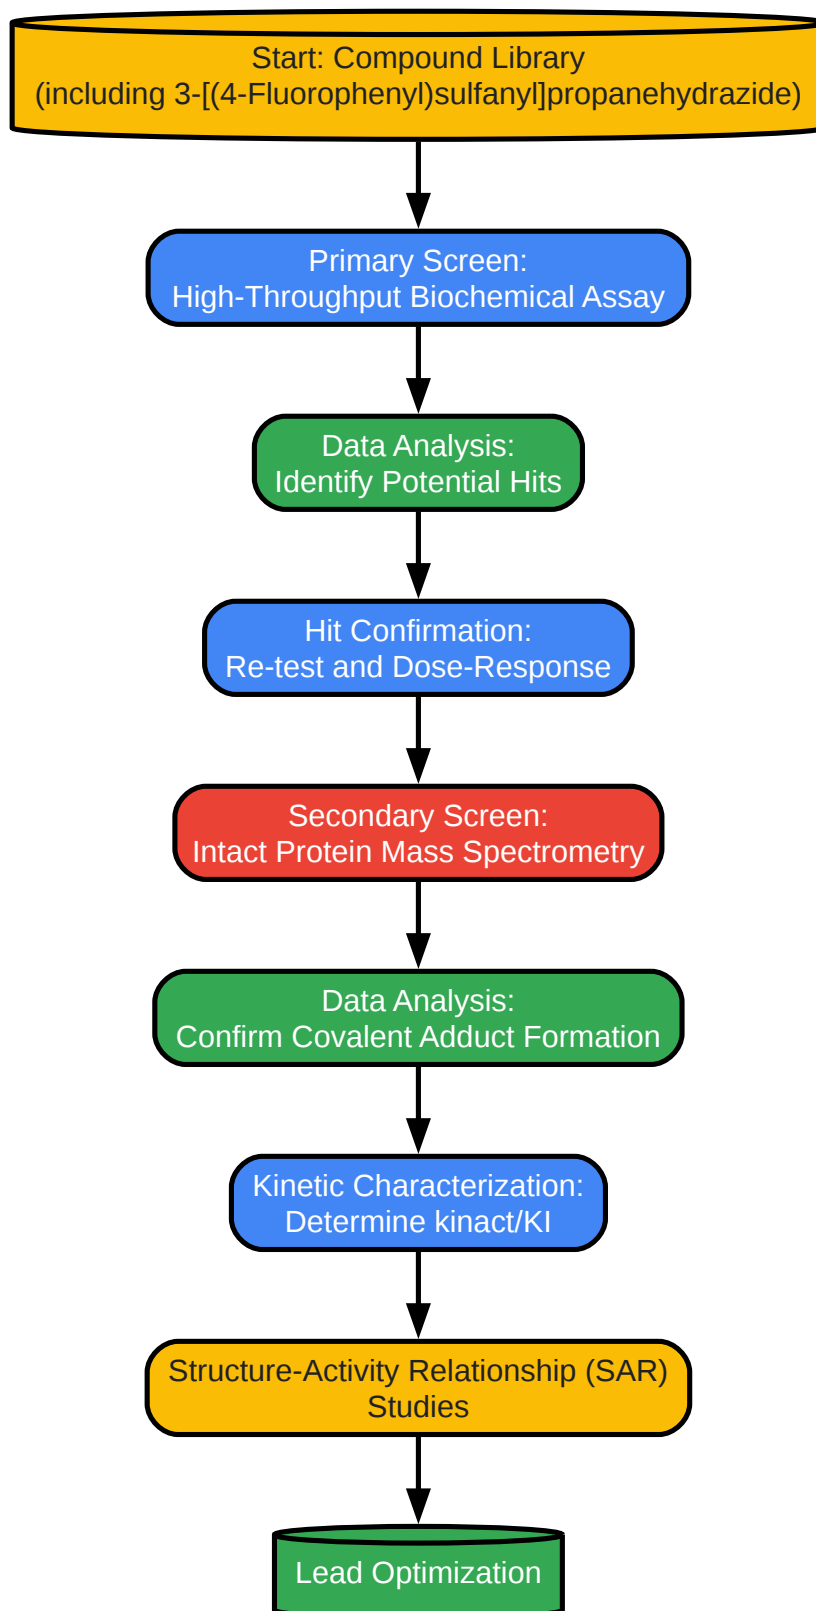 Start: Compound Library
(including 3-[(4-Fluorophenyl)sulfanyl]propanehydrazide)
Primary Screen:
High-Throughput Biochemical Assay
Data Analysis:
Identify Potential Hits
Hit Confirmation:
Re-test and Dose-Response
Secondary Screen:
Intact Protein Mass Spectrometry
Data Analysis:
Confirm Covalent Adduct Formation
Kinetic Characterization:
Determine kinact/KI
Structure-Activity Relationship (SAR)
Studies
Lead Optimization